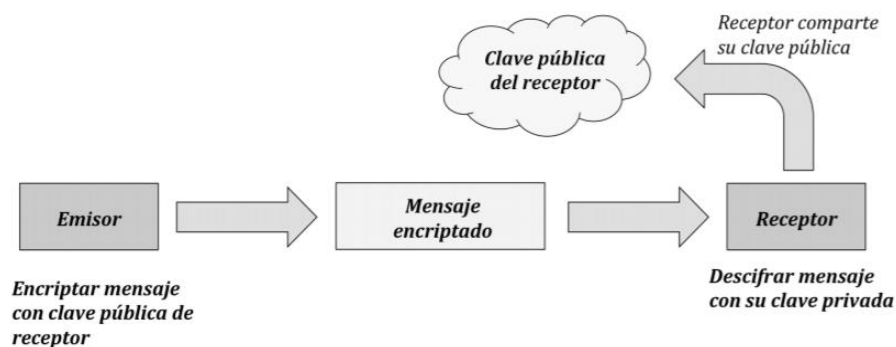 Receptor comparte
su clave pública
Clave pública
del receptor
Emisor
Mensaje
encriptado
Receptor
Encriptar mensaje
con clave pública de
receptor
Descifrar mensaje
con su clave privada